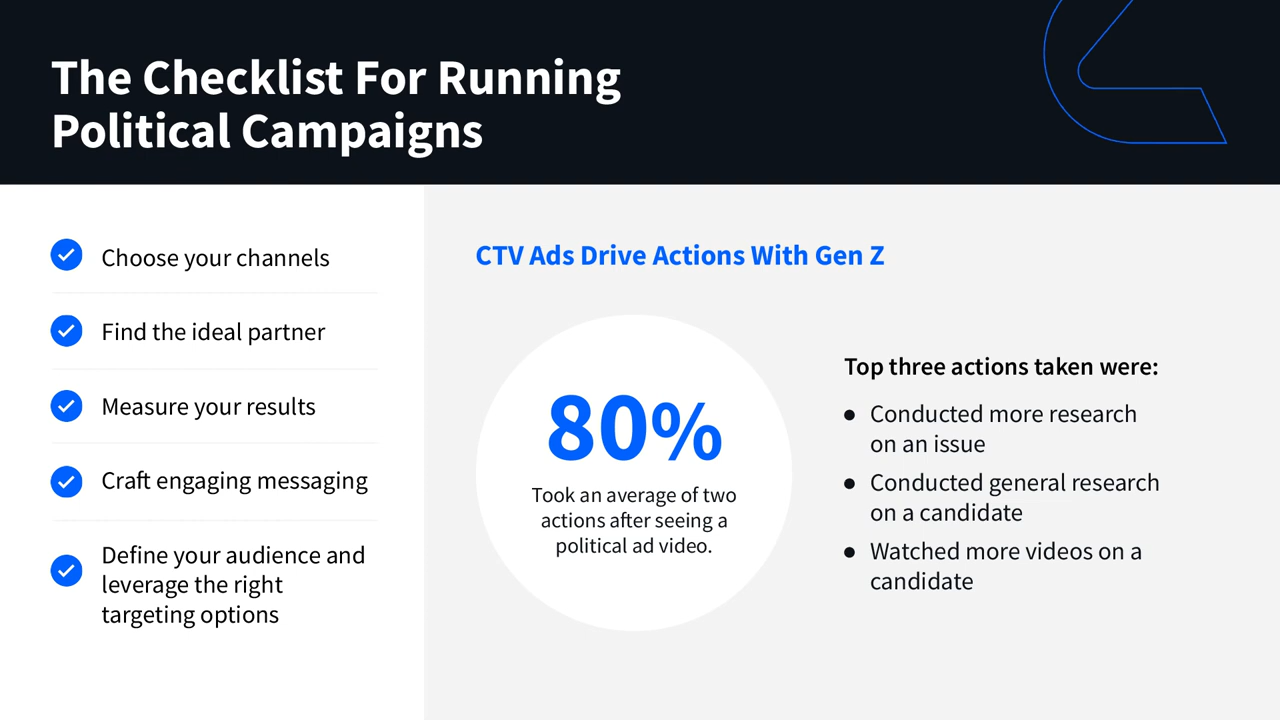 The Checklist For Running
Political Campaigns
Choose your channels
Find the ideal partner
Measure your results
Craft engaging messaging
Define your audience and
leverage the right
targeting options
CTV Ads Drive Actions With Gen Z
80%
Took an average of two
actions after seeing a
political ad video.
Top three actions taken were:
● Conducted more research
on an issue
● Conducted general research
on a candidate
● Watched more videos on a
candidate